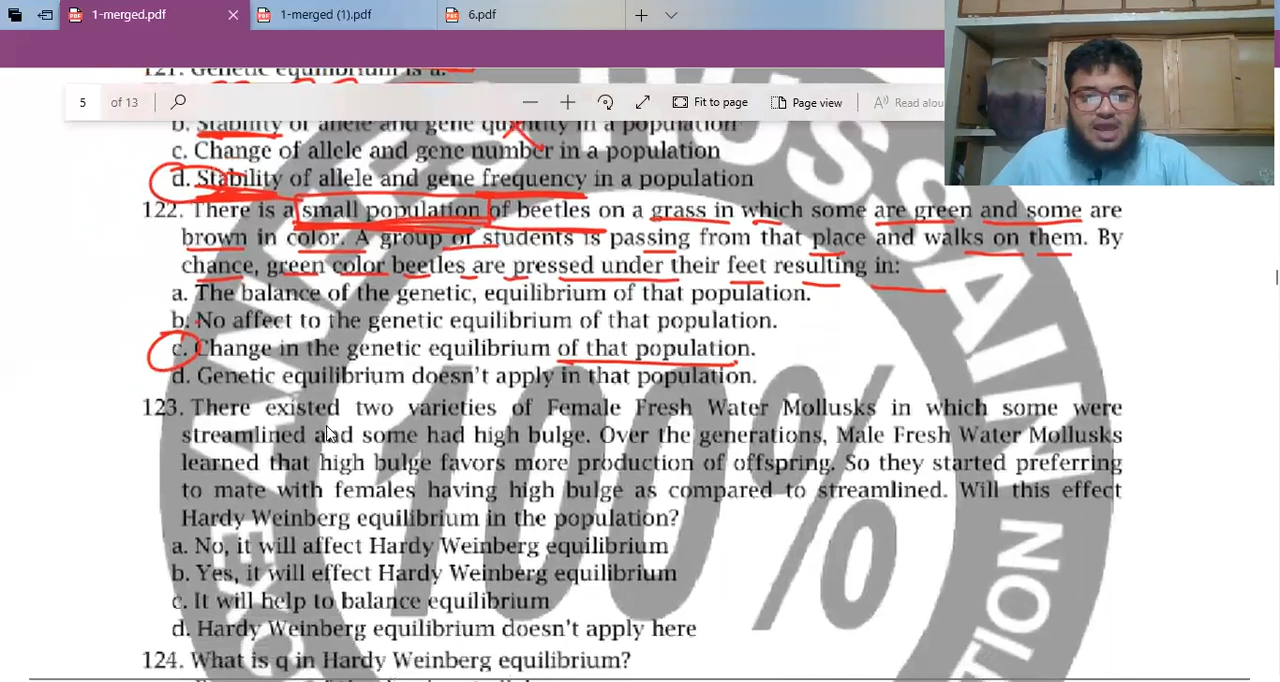 1-merged.pdf
1-merged (1).pdf
6.pdf
121. Genetic equilibrium is a:
5 of 13
Fit to page
Page view
Read alou
b. Stability of allele and gene quantity in a population
c. Change of allele and gene number in a population
d. Stability of allele and gene frequency in a population
122. There is a small population of beetles on a grass in which some are green and some are
brown in color. A group of students is passing from that place and walks on them. By
chance, green color beetles are pressed under their feet resulting in:
a. The balance of the genetic, equilibrium of that population.
b. No affect to the genetic equilibrium of that population.
c. Change in the genetic equilibrium of that population.
d. Genetic equilibrium doesn't apply in that population.
123. There existed two varieties of Female Fresh Water Mollusks in which some were
streamlined and some had high bulge. Over the generations, Male Fresh Water Mollusks
learned that high bulge favors more production of offspring. So they started preferring
to mate with females having high bulge as compared to streamlined. Will this effect
Hardy Weinberg equilibrium in the population?
a. No, it will affect Hardy Weinberg equilibrium
b. Yes, it will effect Hardy Weinberg equilibrium
c. It will help to balance equilibrium
d. Hardy Weinberg equilibrium doesn't apply here
124. What is q in Hardy Weinberg equilibrium?
100%